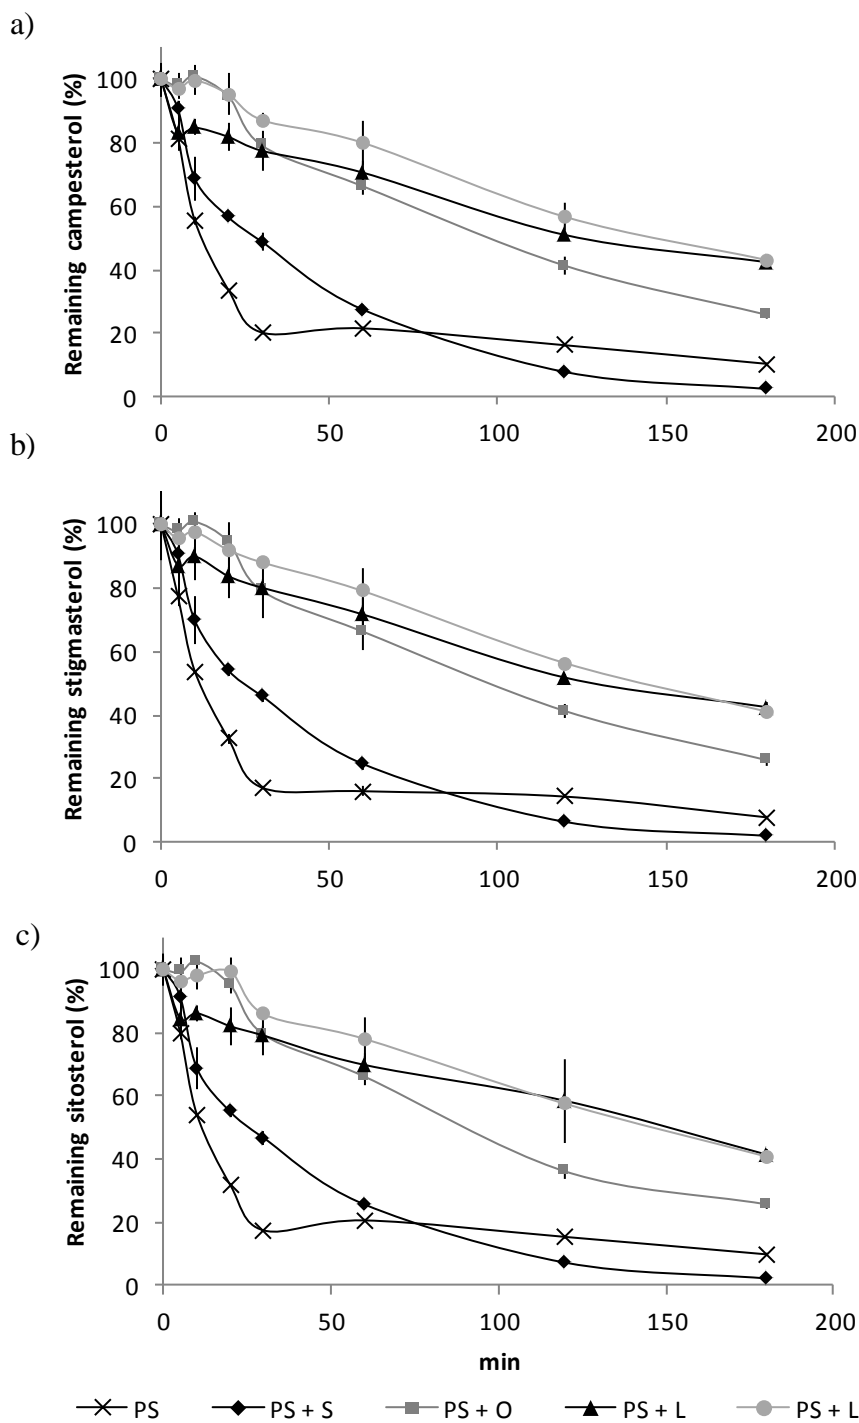 a)
Remaining campesterol (%)
100
80
60
40
20
0
0 50 100 150 200
b)
Remaining stigmasterol (%)
100
80
60
40
20
0
0 50 100 150 200
c)
Remaining sitosterol (%)
100
80
60
40
20
0
0 50 100 150 200
min
PS PS + S PS + O PS + L PS + L